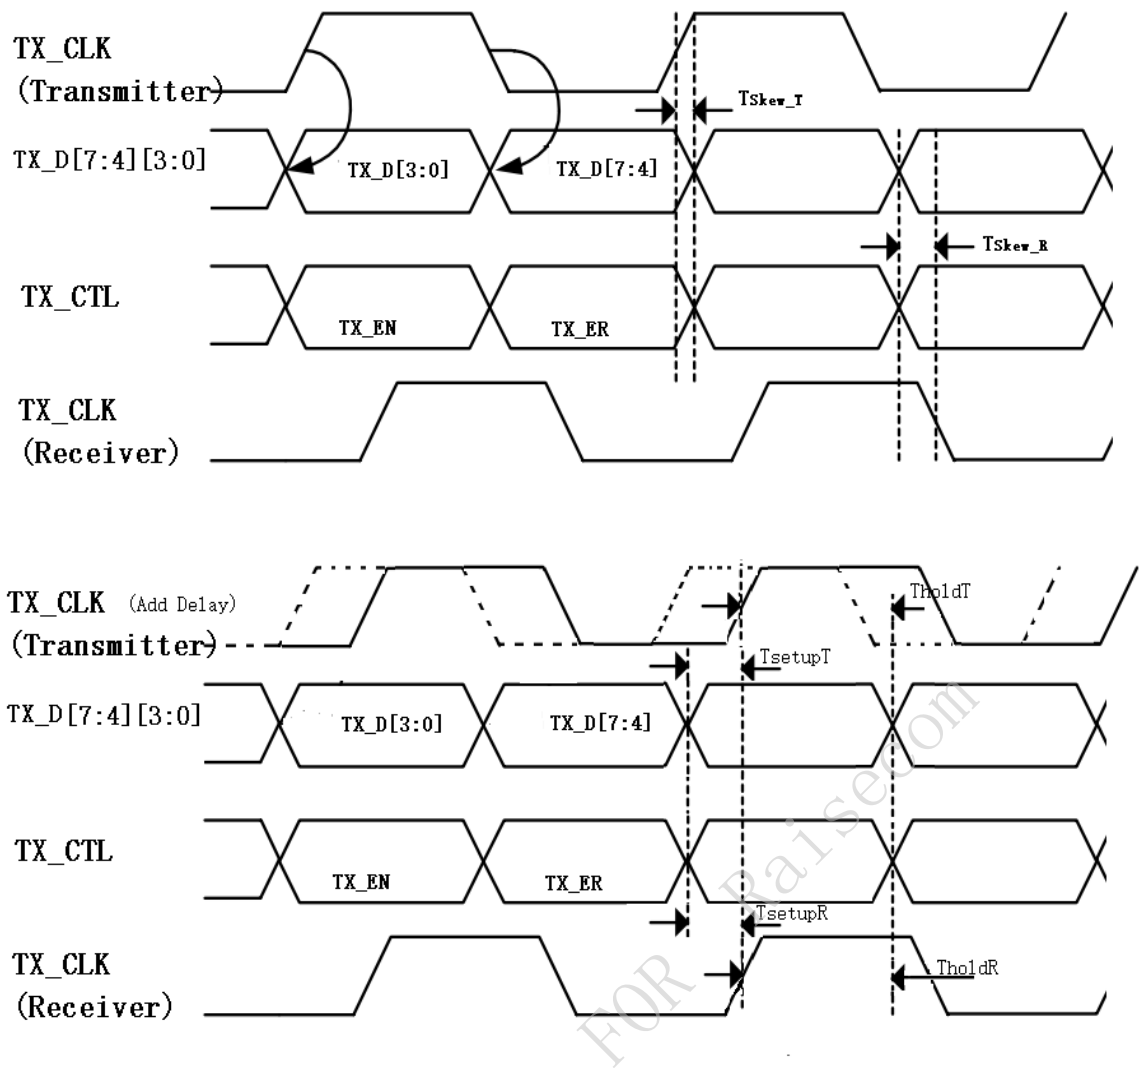 TX_CLK
(Transmitter)
Tskew_T
TX_D[7:4][3:0]
TX_D[3:0]
TX_D[7:4]
Tskew_R
TX_CTL
TX_EN
TX_ER
TX_CLK
(Receiver)
TX_CLK (Add Delay)
(Transmitter)
TholdT
TsetupT
TX_D[7:4][3:0]
TX_D[3:0]
TX_D[7:4]
TX_CTL
TX_EN
TX_ER
TsetupR
TX_CLK
(Receiver)
TholdR
FOR Raisecom